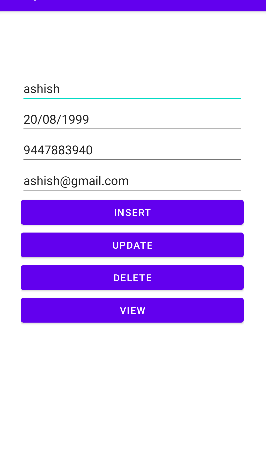 ashish
20/08/1999
9447883940
ashish@gmail.com
INSERT
UPDATE
DELETE
VIEW